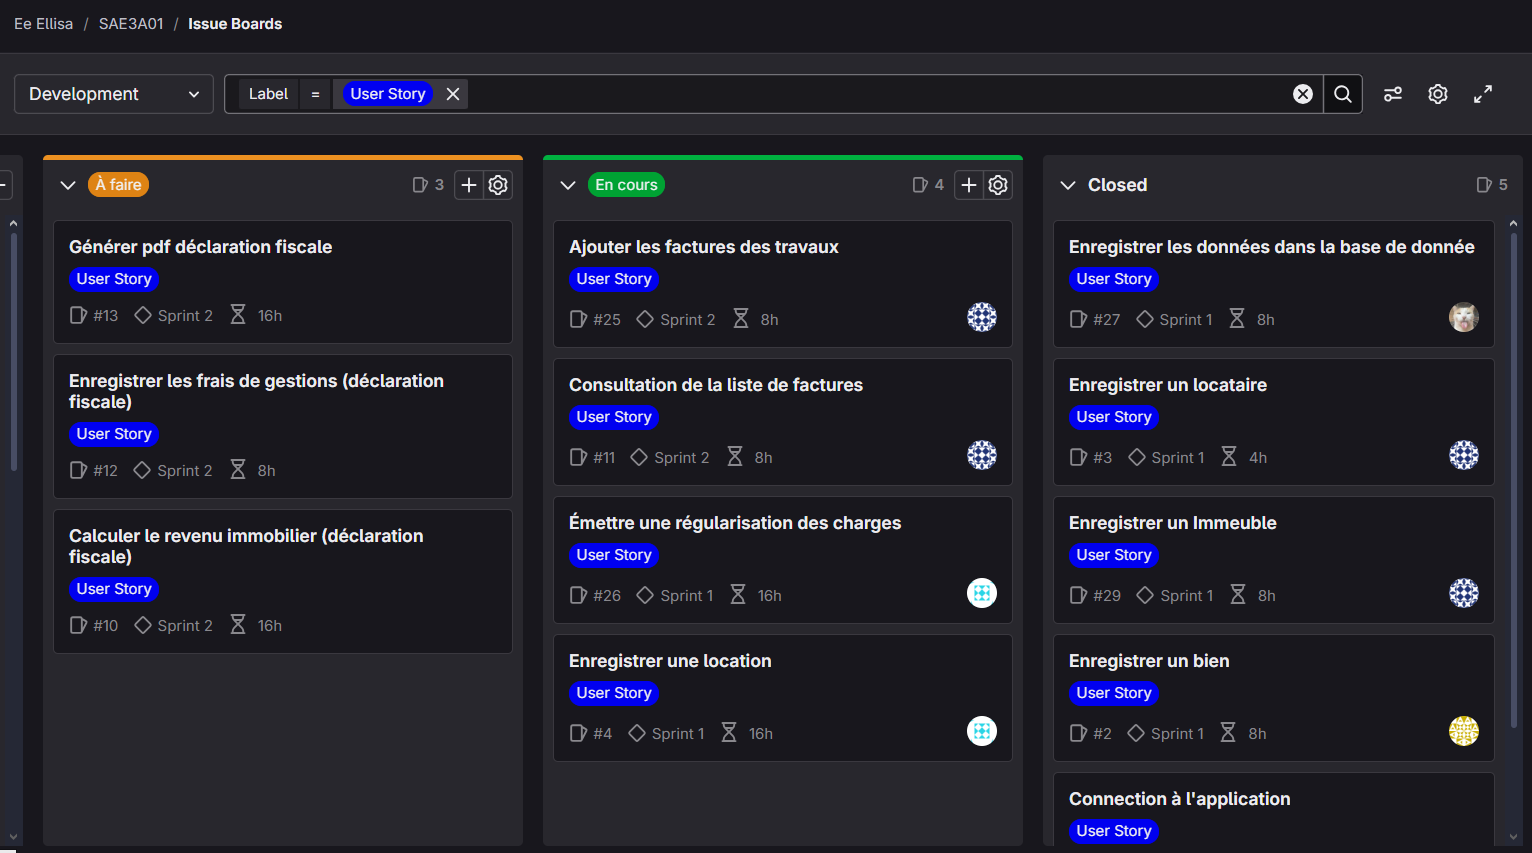 Ee Ellisa / SAE3A01 / Issue Boards
Development
Label = User Story
À faire 3
Générer pdf déclaration fiscale
User Story
#13 Sprint 2 16h
Enregistrer les frais de gestions (déclaration
fiscale)
User Story
#12 Sprint 2 8h
Calculer le revenu immobilier (déclaration
fiscale)
User Story
#10 Sprint 2 16h
En cours 4
Ajouter les factures des travaux
User Story
#25 Sprint 2 8h
Consultation de la liste de factures
User Story
#11 Sprint 2 8h
Émettre une régularisation des charges
User Story
#26 Sprint 1 16h
Enregistrer une location
User Story
#4 Sprint 1 16h
Closed 5
Enregistrer les données dans la base de donnée
User Story
#27 Sprint 1 8h
Enregistrer un locataire
User Story
#3 Sprint 1 4h
Enregistrer un Immeuble
User Story
#29 Sprint 1 8h
Enregistrer un bien
User Story
#2 Sprint 1 8h
Connection à l'application
User Story